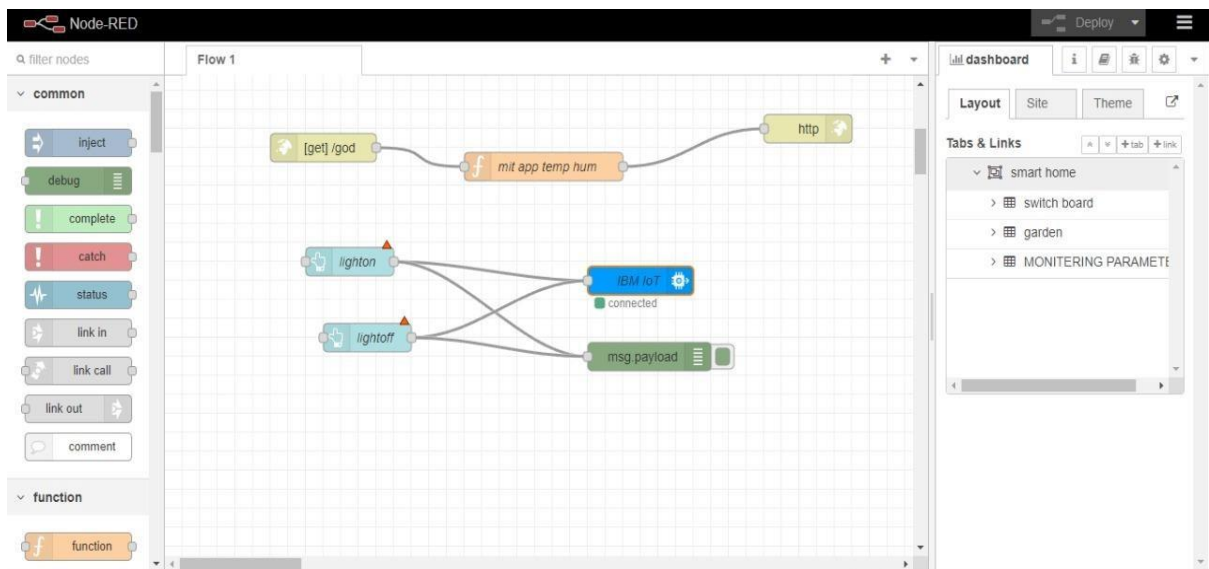 Node-RED
Deploy
filter nodes
Flow 1
dashboard
i
common
inject
debug
complete
catch
status
link in
link call
link out
comment
function
function
[get] /god
mit app temp hum
http
lighton
lightoff
IBM IoT
connected
msg.payload
Layout
Site
Theme
Tabs & Links
+ tab
+ link
smart home
switch board
garden
MONITERING PARAMETE